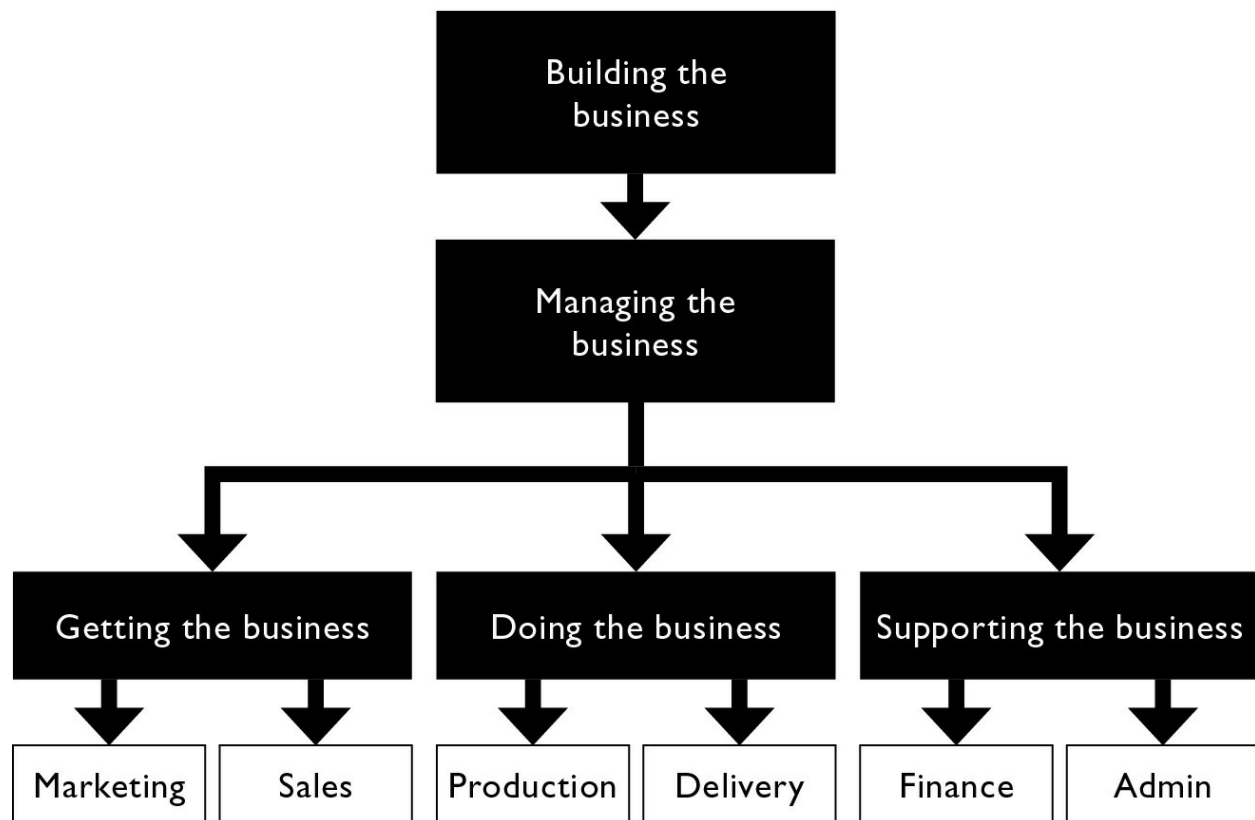 Building the
business
Managing the
business
Getting the business
Doing the business
Supporting the business
Marketing
Sales
Production
Delivery
Finance
Admin